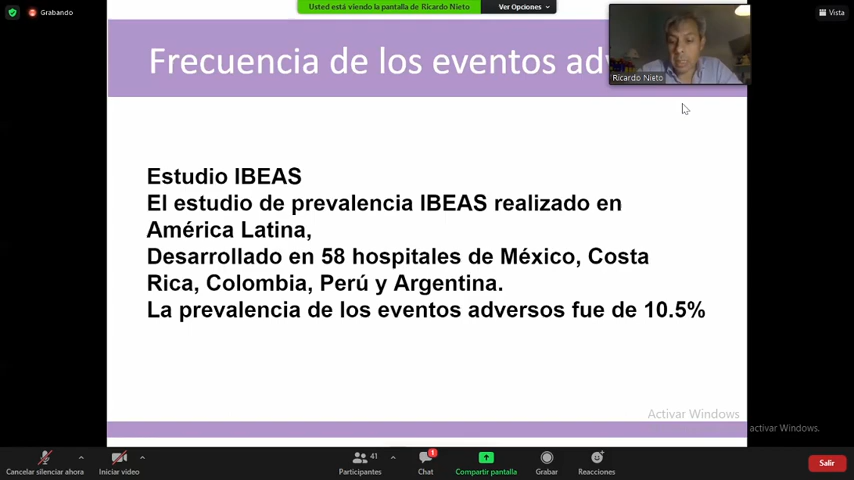 Grabando
Usted está viendo la pantalla de Ricardo Nieto
Ver Opciones
Vista
Frecuencia de los eventos adv
Ricardo Nieto
Estudio IBEAS
El estudio de prevalencia IBEAS realizado en
América Latina,
Desarrollado en 58 hospitales de México, Costa
Rica, Colombia, Perú y Argentina.
La prevalencia de los eventos adversos fue de 10.5%
Activar Windows
activar Windows.
Cancelar silenciar ahora
Iniciar video
41
Participantes
1
Chat
Compartir pantalla
Grabar
Reacciones
Salir